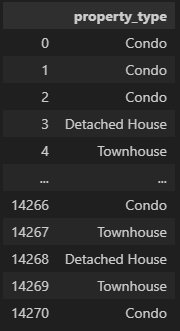 property_type
0 Condo
1 Condo
2 Condo
3 Detached House
4 Townhouse
... ...
14266 Condo
14267 Townhouse
14268 Detached House
14269 Townhouse
14270 Condo